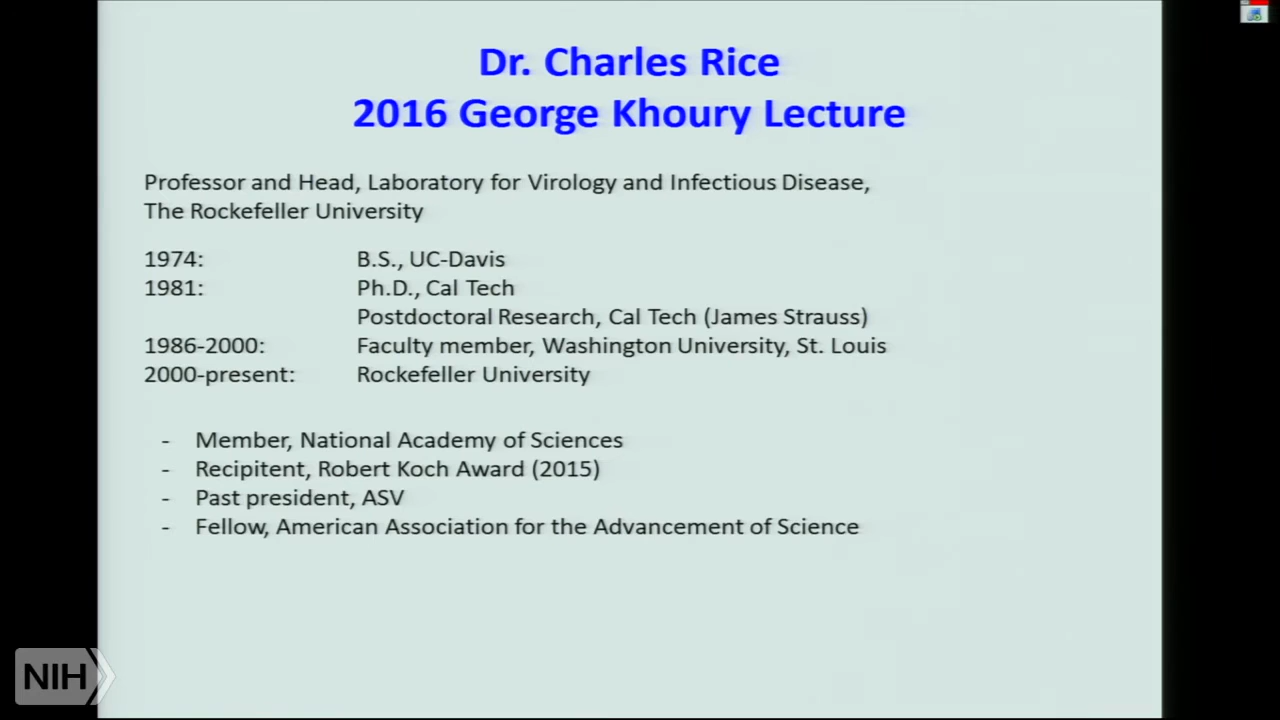 Dr. Charles Rice
2016 George Khoury Lecture
Professor and Head, Laboratory for Virology and Infectious Disease,
The Rockefeller University
1974: B.S., UC-Davis
1981: Ph.D., Cal Tech
Postdoctoral Research, Cal Tech (James Strauss)
1986-2000: Faculty member, Washington University, St. Louis
2000-present: Rockefeller University
- Member, National Academy of Sciences
- Recipitent, Robert Koch Award (2015)
- Past president, ASV
- Fellow, American Association for the Advancement of Science
NIH